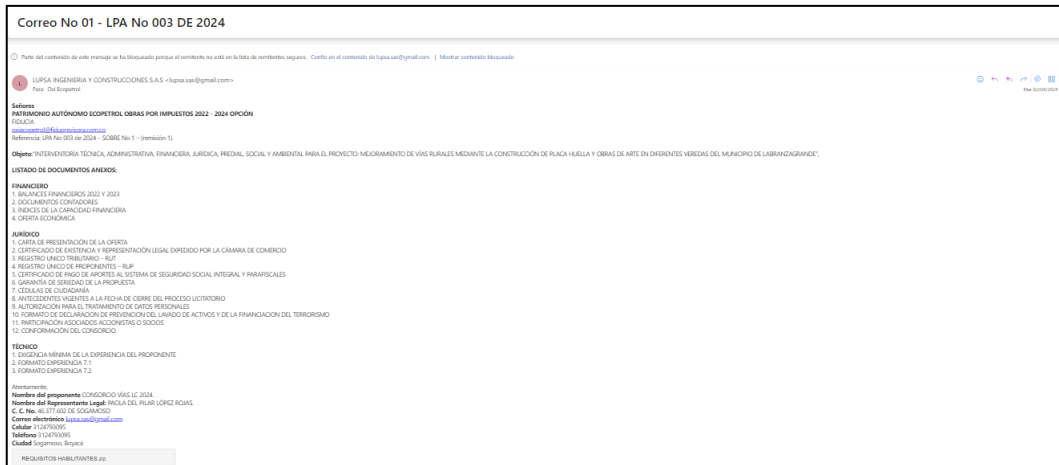 Correo No 01 - LPA No 003 DE 2024
Parte del contenido de este mensaje se ha bloqueado porque el remitente no está en la lista de remitentes seguros. Confío en el contenido de lupsa.sas@gmail.com. | Mostrar contenido bloqueado
LUPSA INGENIERIA Y CONSTRUCCIONES S.A.S <lupsa.sas@gmail.com>
Para: Oxi Ecopetrol
Mar 02/04/2024
Señores
PATRIMONIO AUTÓNOMO ECOPETROL OBRAS POR IMPUESTOS 2022 - 2024 OPCIÓN
FIDUCIA
oxiecopetrol@fiduprevisora.com.co
Referencia: LPA No 003 de 2024 – SOBRE No 1 – (remisión 1).
Objeto: "INTERVENTORÍA TÉCNICA, ADMINISTRATIVA, FINANCIERA, JURÍDICA, PREDIAL, SOCIAL Y AMBIENTAL PARA EL PROYECTO: MEJORAMIENTO DE VÍAS RURALES MEDIANTE LA CONSTRUCCIÓN DE PLACA HUELLA Y OBRAS DE ARTE EN DIFERENTES VEREDAS DEL MUNICIPIO DE LABRANZAGRANDE".
LISTADO DE DOCUMENTOS ANEXOS:
FINANCIERO
1. BALANCES FINANCIEROS 2022 Y 2023
2. DOCUMENTOS CONTADORES
3. ÍNDICES DE LA CAPACIDAD FINANCIERA
4. OFERTA ECONÓMICA
JURÍDICO
1. CARTA DE PRESENTACIÓN DE LA OFERTA
2. CERTIFICADO DE EXISTENCIA Y REPRESENTACIÓN LEGAL EXPEDIDO POR LA CÁMARA DE COMERCIO
3. REGISTRO UNICO TRIBUTARIO – RUT
4. REGISTRO ÚNICO DE PROPONENTES – RUP
5. CERTIFICADO DE PAGO DE APORTES AL SISTEMA DE SEGURIDAD SOCIAL INTEGRAL Y PARAFISCALES
6. GARANTÍA DE SERIEDAD DE LA PROPUESTA
7. CÉDULAS DE CIUDADANÍA
8. ANTECEDENTES VIGENTES A LA FECHA DE CIERRE DEL PROCESO LICITATORIO
9. AUTORIZACIÓN PARA EL TRATAMIENTO DE DATOS PERSONALES
10. FORMATO DE DECLARACION DE PREVENCION DEL LAVADO DE ACTIVOS Y DE LA FINANCIACION DEL TERRORISMO
11. PARTICIPACIÓN ASOCIADOS ACCIONISTAS O SOCIOS
12. CONFORMACIÓN DEL CONSORCIO
TÉCNICO
1. EXIGENCIA MÍNIMA DE LA EXPERIENCIA DEL PROPONENTE
2. FORMATO EXPERIENCIA 7.1
3. FORMATO EXPERIENCIA 7.2
Atentamente,
Nombre del proponente CONSORCIO VÍAS LC 2024.
Nombre del Representante Legal: PAOLA DEL PILAR LÓPEZ ROJAS.
C. C. No. 46.377.602 DE SOGAMOSO
Correo electrónico lupsa.sas@gmail.com
Celular 3124793095
Teléfono 3124793095
Ciudad Sogamoso, Boyacá
REQUISITOS HABILITANTES.zip